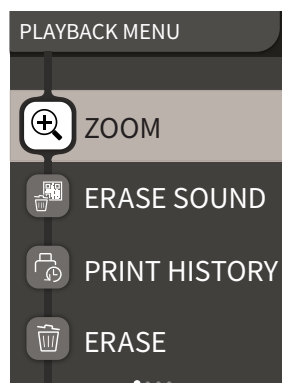 PLAYBACK MENU
ZOOM
ERASE SOUND
PRINT HISTORY
ERASE